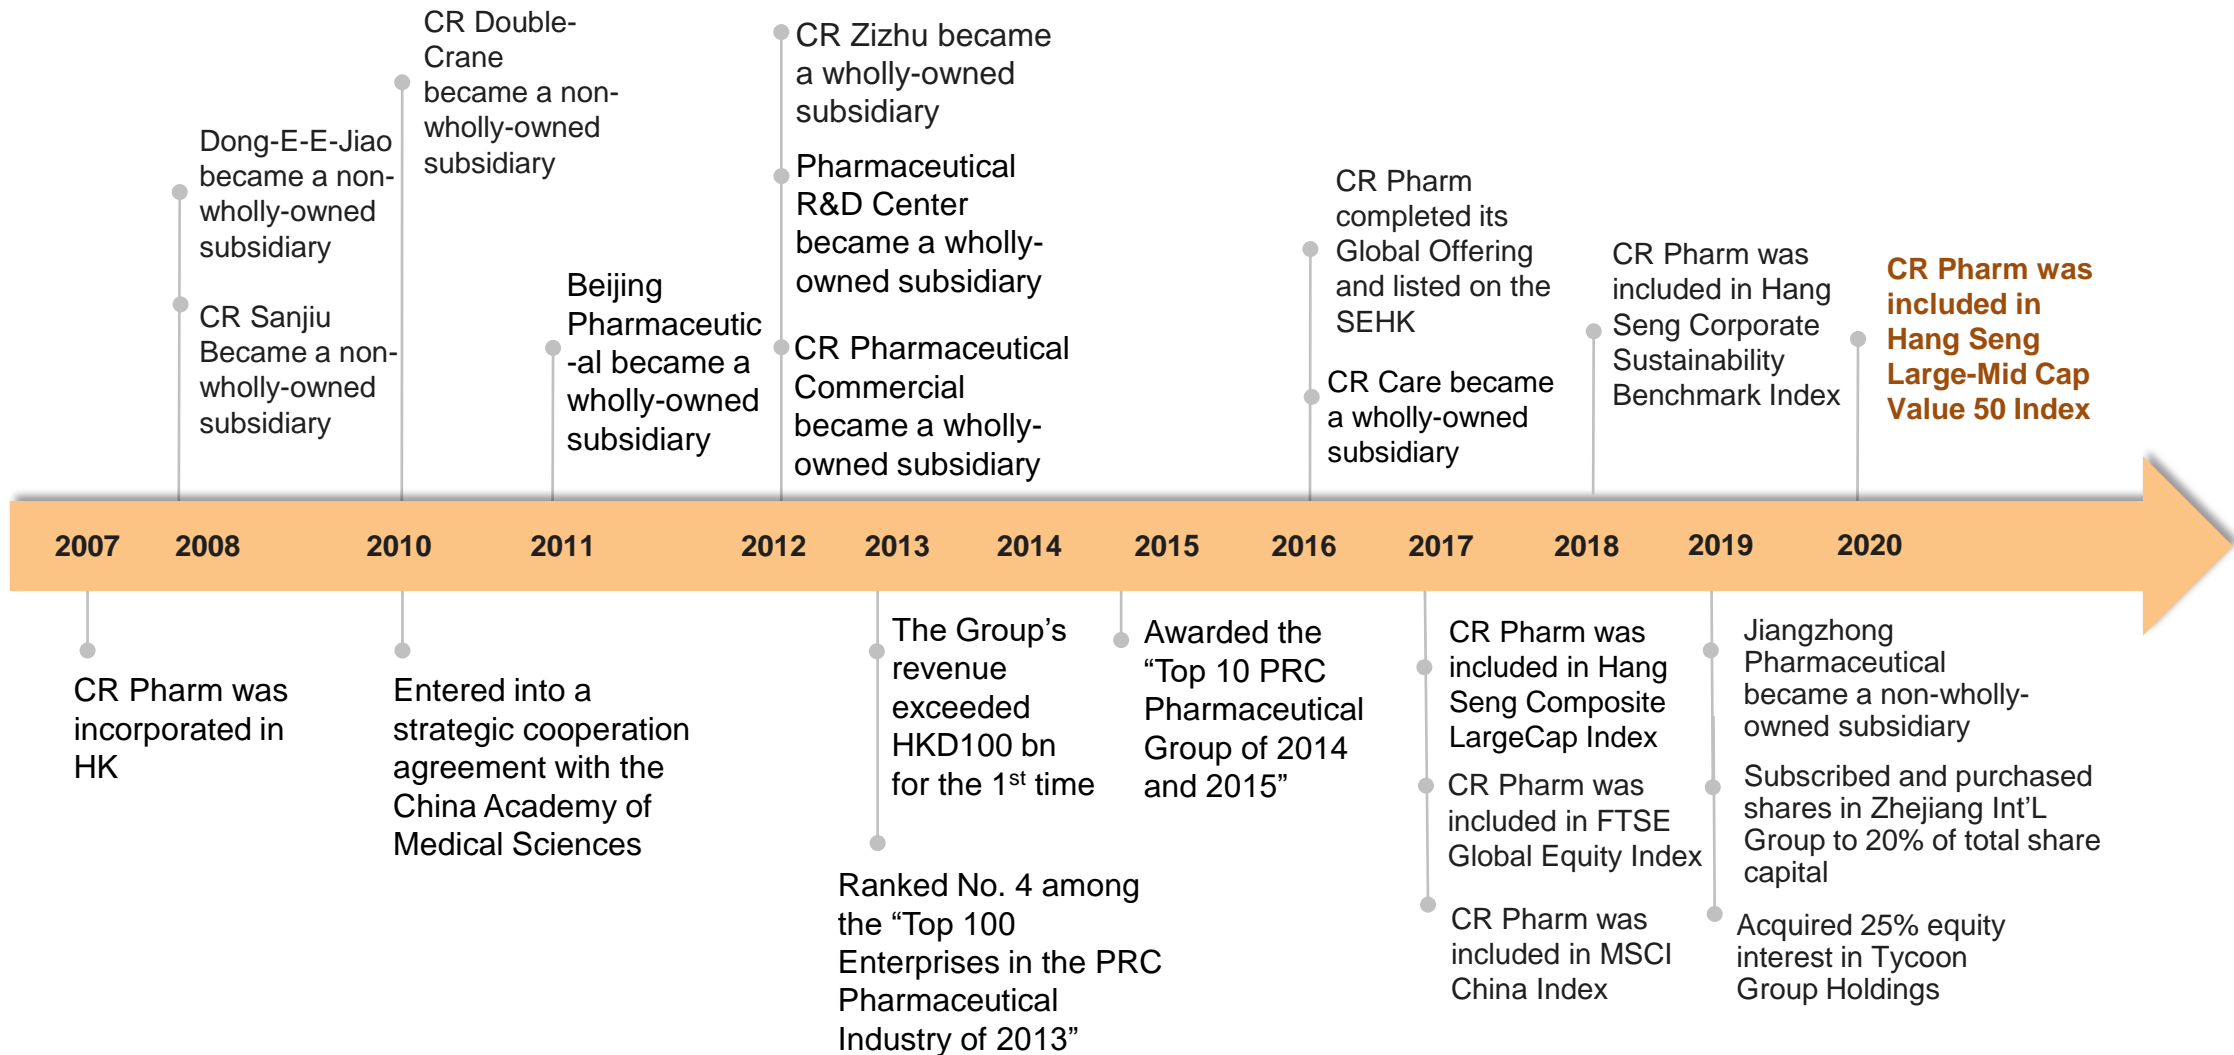 CR Double-
Crane
became a non-
wholly-owned
subsidiary
CR Zizhu became
a wholly-owned
subsidiary
Dong-E-E-Jiao
became a non-
wholly-owned
subsidiary
Pharmaceutical
R&D Center
became a wholly-
owned subsidiary
CR Pharm
completed its
Global Offering
and listed on the
SEHK
CR Pharm was
included in Hang
Seng Corporate
Sustainability
Benchmark Index
CR Pharm was
included in
Hang Seng
Large-Mid Cap
Value 50 Index
Beijing
Pharmaceutic
-al became a
wholly-owned
subsidiary
CR Sanjiu
Became a non-
wholly-owned
subsidiary
CR Pharmaceutical
Commercial
became a wholly-
owned subsidiary
CR Care became
a wholly-owned
subsidiary
2007 2008 2010 2011 2012 2013 2014 2015 2016 2017 2018 2019 2020
CR Pharm was
incorporated in
HK
Entered into a
strategic cooperation
agreement with the
China Academy of
Medical Sciences
The Group’s
revenue
exceeded
HKD100 bn
for the 1st time
Ranked No. 4 among
the “Top 100
Enterprises in the PRC
Pharmaceutical
Industry of 2013”
Awarded the
“Top 10 PRC
Pharmaceutical
Group of 2014
and 2015”
CR Pharm was
included in Hang
Seng Composite
LargeCap Index
CR Pharm was
included in FTSE
Global Equity Index
CR Pharm was
included in MSCI
China Index
Jiangzhong
Pharmaceutical
became a non-wholly-
owned subsidiary
Subscribed and purchased
shares in Zhejiang Int’L
Group to 20% of total share
capital
Acquired 25% equity
interest in Tycoon
Group Holdings